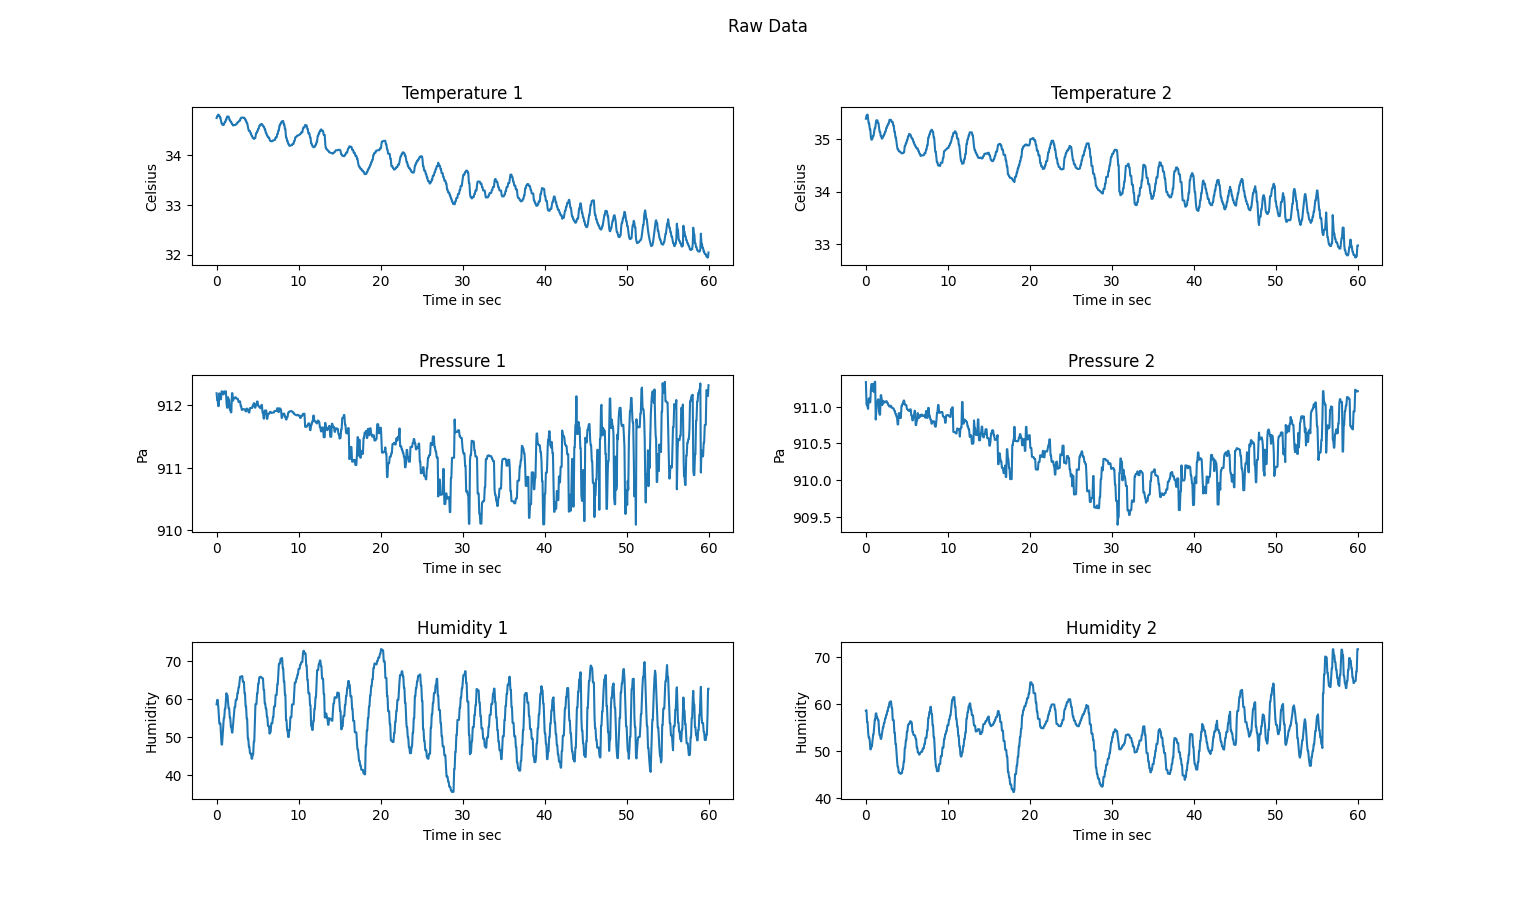 Raw Data
Temperature 1
Celsius
34
33
32
0 10 20 30 40 50 60
Time in sec
Temperature 2
Celsius
35
34
33
0 10 20 30 40 50 60
Time in sec
Pressure 1
Pa
912
911
910
0 10 20 30 40 50 60
Time in sec
Pressure 2
Pa
911.0
910.5
910.0
909.5
0 10 20 30 40 50 60
Time in sec
Humidity 1
Humidity
70
60
50
40
0 10 20 30 40 50 60
Time in sec
Humidity 2
Humidity
70
60
50
40
0 10 20 30 40 50 60
Time in sec